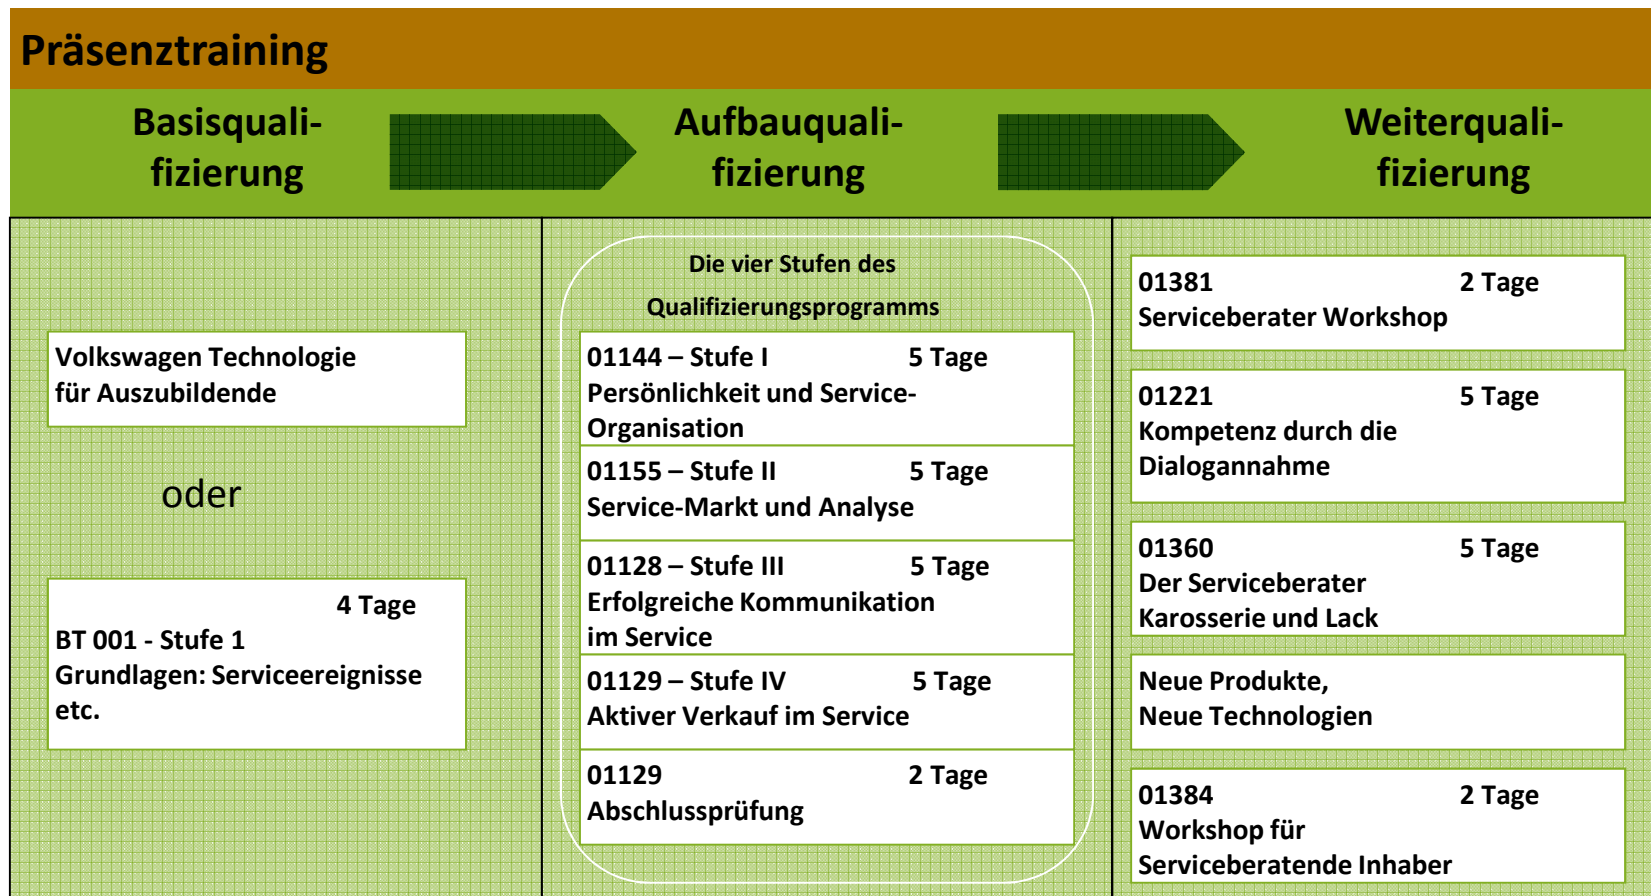 Präsenztraining
Basisquali-
fizierung
Aufbauquali-
fizierung
Weiterquali-
fizierung
Volkswagen Technologie
für Auszubildende
oder
4 Tage
BT 001 - Stufe 1
Grundlagen: Serviceereignisse
etc.
Die vier Stufen des
Qualifizierungsprogramms
01144 – Stufe I 5 Tage
Persönlichkeit und Service-
Organisation
01155 – Stufe II 5 Tage
Service-Markt und Analyse
01128 – Stufe III 5 Tage
Erfolgreiche Kommunikation
im Service
01129 – Stufe IV 5 Tage
Aktiver Verkauf im Service
01129 2 Tage
Abschlussprüfung
01381 2 Tage
Serviceberater Workshop
01221 5 Tage
Kompetenz durch die
Dialogannahme
01360 5 Tage
Der Serviceberater
Karosserie und Lack
Neue Produkte,
Neue Technologien
01384 2 Tage
Workshop für
Serviceberatende Inhaber